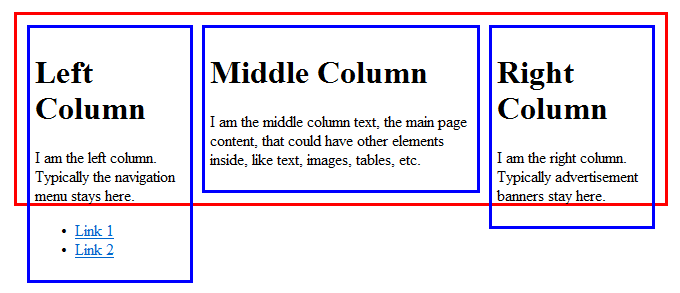 Left
Column
I am the left column.
Typically the navigation
menu stays here.
• Link 1
• Link 2
Middle Column
I am the middle column text, the main page
content, that could have other elements
inside, like text, images, tables, etc.
Right
Column
I am the right column.
Typically advertisement
banners stay here.